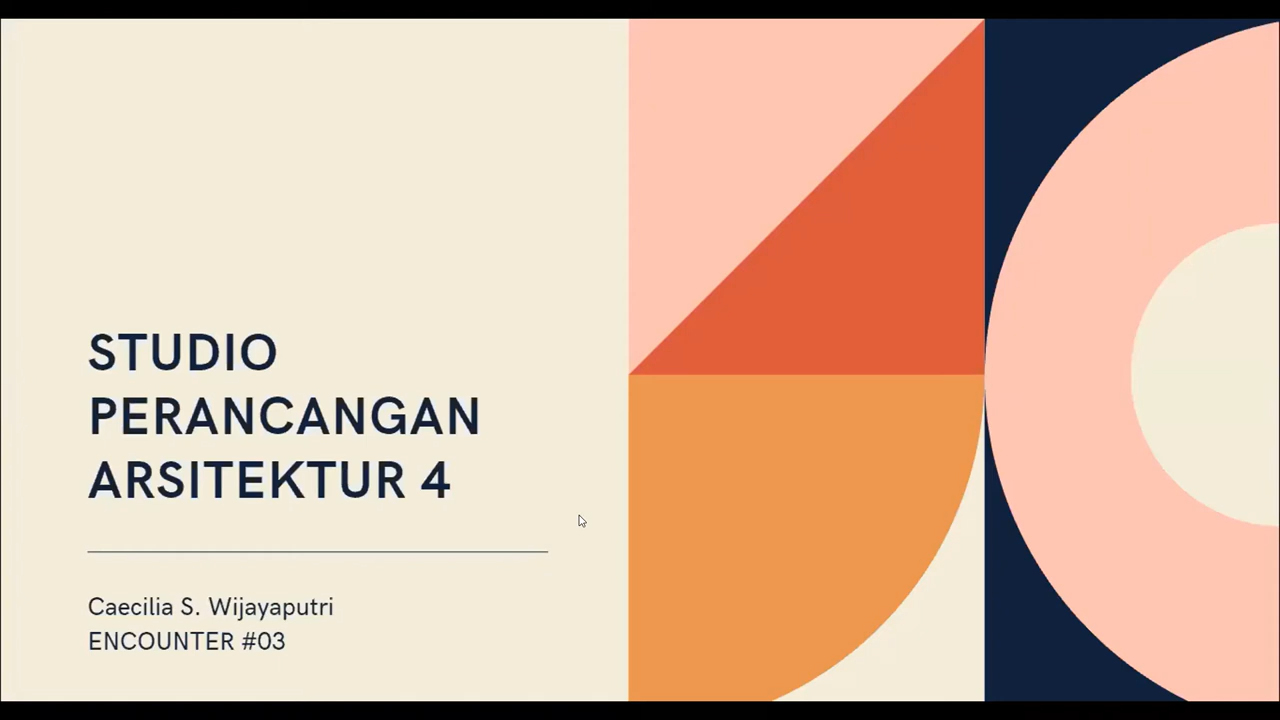 STUDIO
PERANCANGAN
ARSITEKTUR 4
Caecilia S. Wijayaputri
ENCOUNTER #03